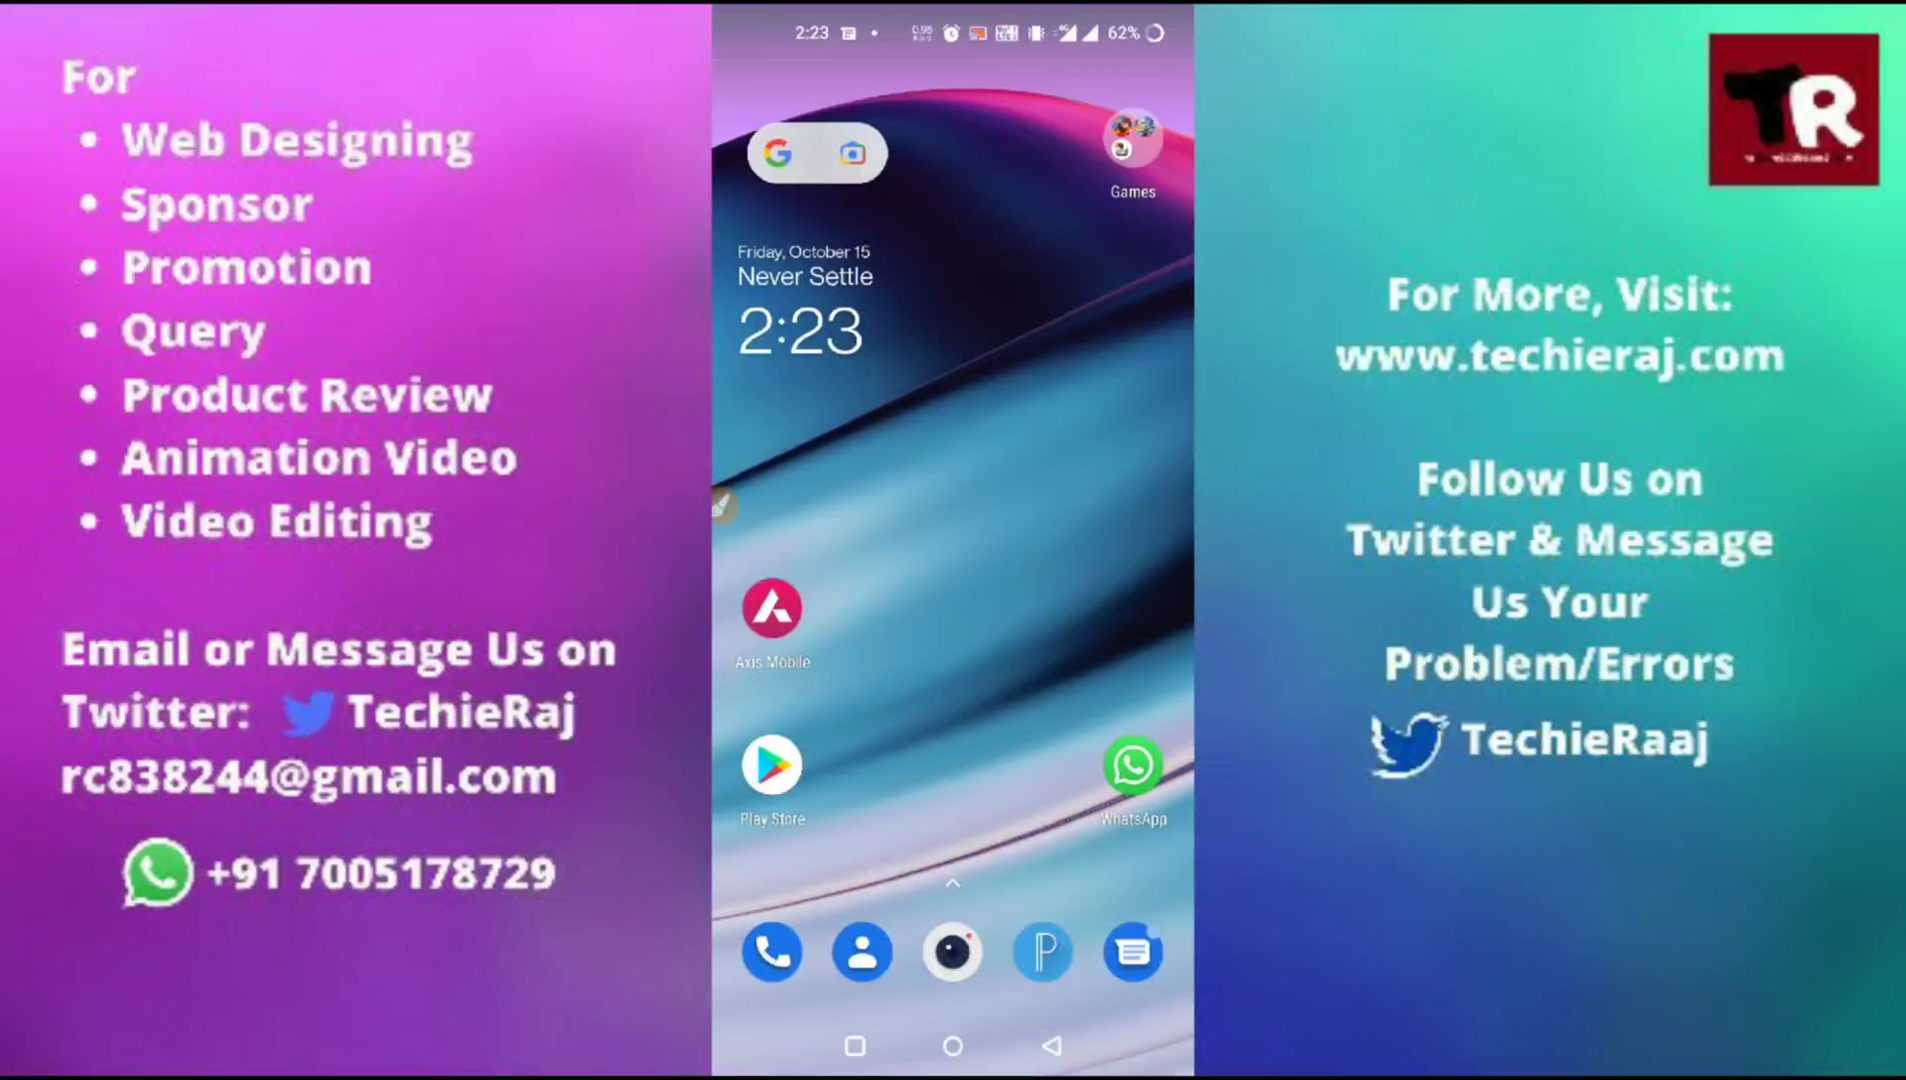 For
• Web Designing
• Sponsor
• Promotion
• Query
• Product Review
• Animation Video
• Video Editing
Email or Message Us on
Twitter: TechieRaj
rc838244@gmail.com
+91 7005178729
2:23
62%
Games
Friday, October 15
Never Settle
2:23
Axis Mobile
Play Store
WhatsApp
TR
For More, Visit:
www.techieraj.com
Follow Us on
Twitter & Message
Us Your
Problem/Errors
TechieRaaj